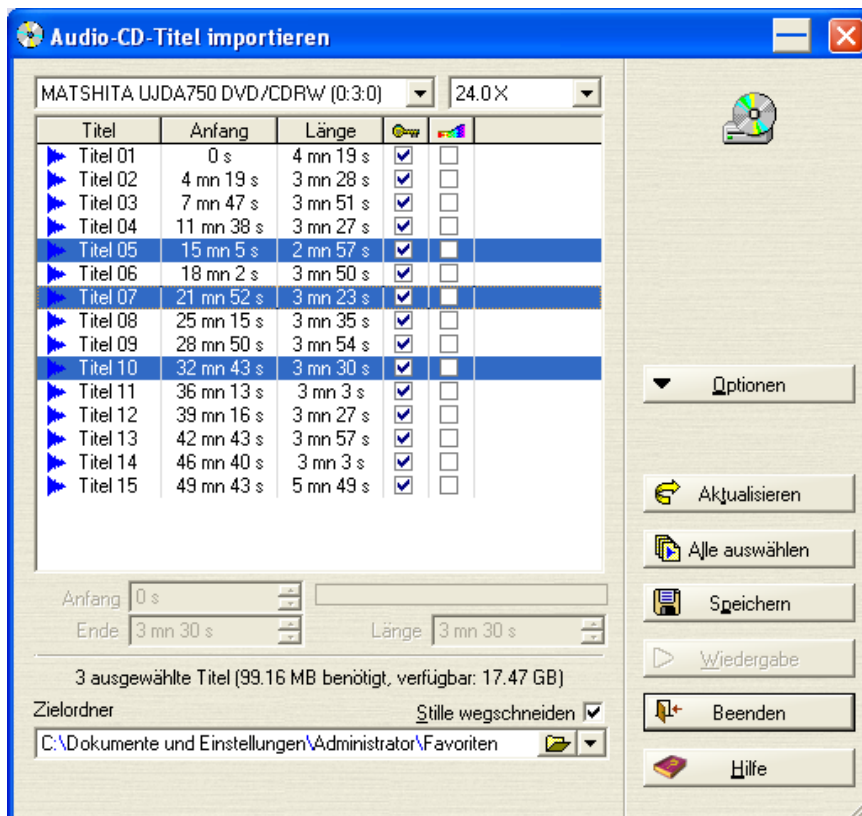 Audio-CD-Titel importieren
MATSHITA UJDA750 DVD/CDRW (0:3:0) 24.0 X
Titel Anfang Länge
Titel 01 0 s 4 mn 19 s
Titel 02 4 mn 19 s 3 mn 28 s
Titel 03 7 mn 47 s 3 mn 51 s
Titel 04 11 mn 38 s 3 mn 27 s
Titel 05 15 mn 5 s 2 mn 57 s
Titel 06 18 mn 2 s 3 mn 50 s
Titel 07 21 mn 52 s 3 mn 23 s
Titel 08 25 mn 15 s 3 mn 35 s
Titel 09 28 mn 50 s 3 mn 54 s
Titel 10 32 mn 43 s 3 mn 30 s
Titel 11 36 mn 13 s 3 mn 3 s
Titel 12 39 mn 16 s 3 mn 27 s
Titel 13 42 mn 43 s 3 mn 57 s
Titel 14 46 mn 40 s 3 mn 3 s
Titel 15 49 mn 43 s 5 mn 49 s
Anfang 0 s
Ende 3 mn 30 s Länge 3 mn 30 s
3 ausgewählte Titel (99.16 MB benötigt, verfügbar: 17.47 GB)
Zielordner Stille wegschneiden
C:\Dokumente und Einstellungen\Administrator\Favoriten
Optionen
Aktualisieren
Alle auswählen
Speichern
Wiedergabe
Beenden
Hilfe